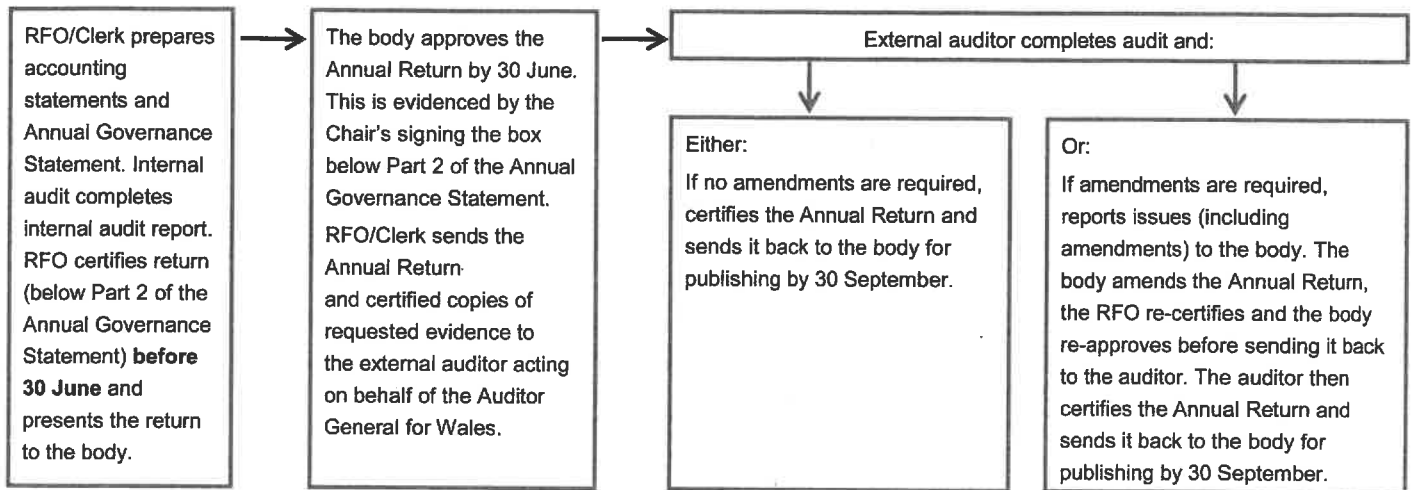 RFO/Clerk prepares
accounting
statements and
Annual Governance
Statement. Internal
audit completes
internal audit report.
RFO certifies return
(below Part 2 of the
Annual Governance
Statement) before
30 June and
presents the return
to the body.
The body approves the
Annual Return by 30 June.
This is evidenced by the
Chair's signing the box
below Part 2 of the Annual
Governance Statement.
RFO/Clerk sends the
Annual Return
and certified copies of
requested evidence to
the external auditor acting
on behalf of the Auditor
General for Wales.
External auditor completes audit and:
Either:
If no amendments are required,
certifies the Annual Return and
sends it back to the body for
publishing by 30 September.
Or:
If amendments are required,
reports issues (including
amendments) to the body. The
body amends the Annual Return,
the RFO re-certifies and the body
re-approves before sending it back
to the auditor. The auditor then
certifies the Annual Return and
sends it back to the body for
publishing by 30 September.